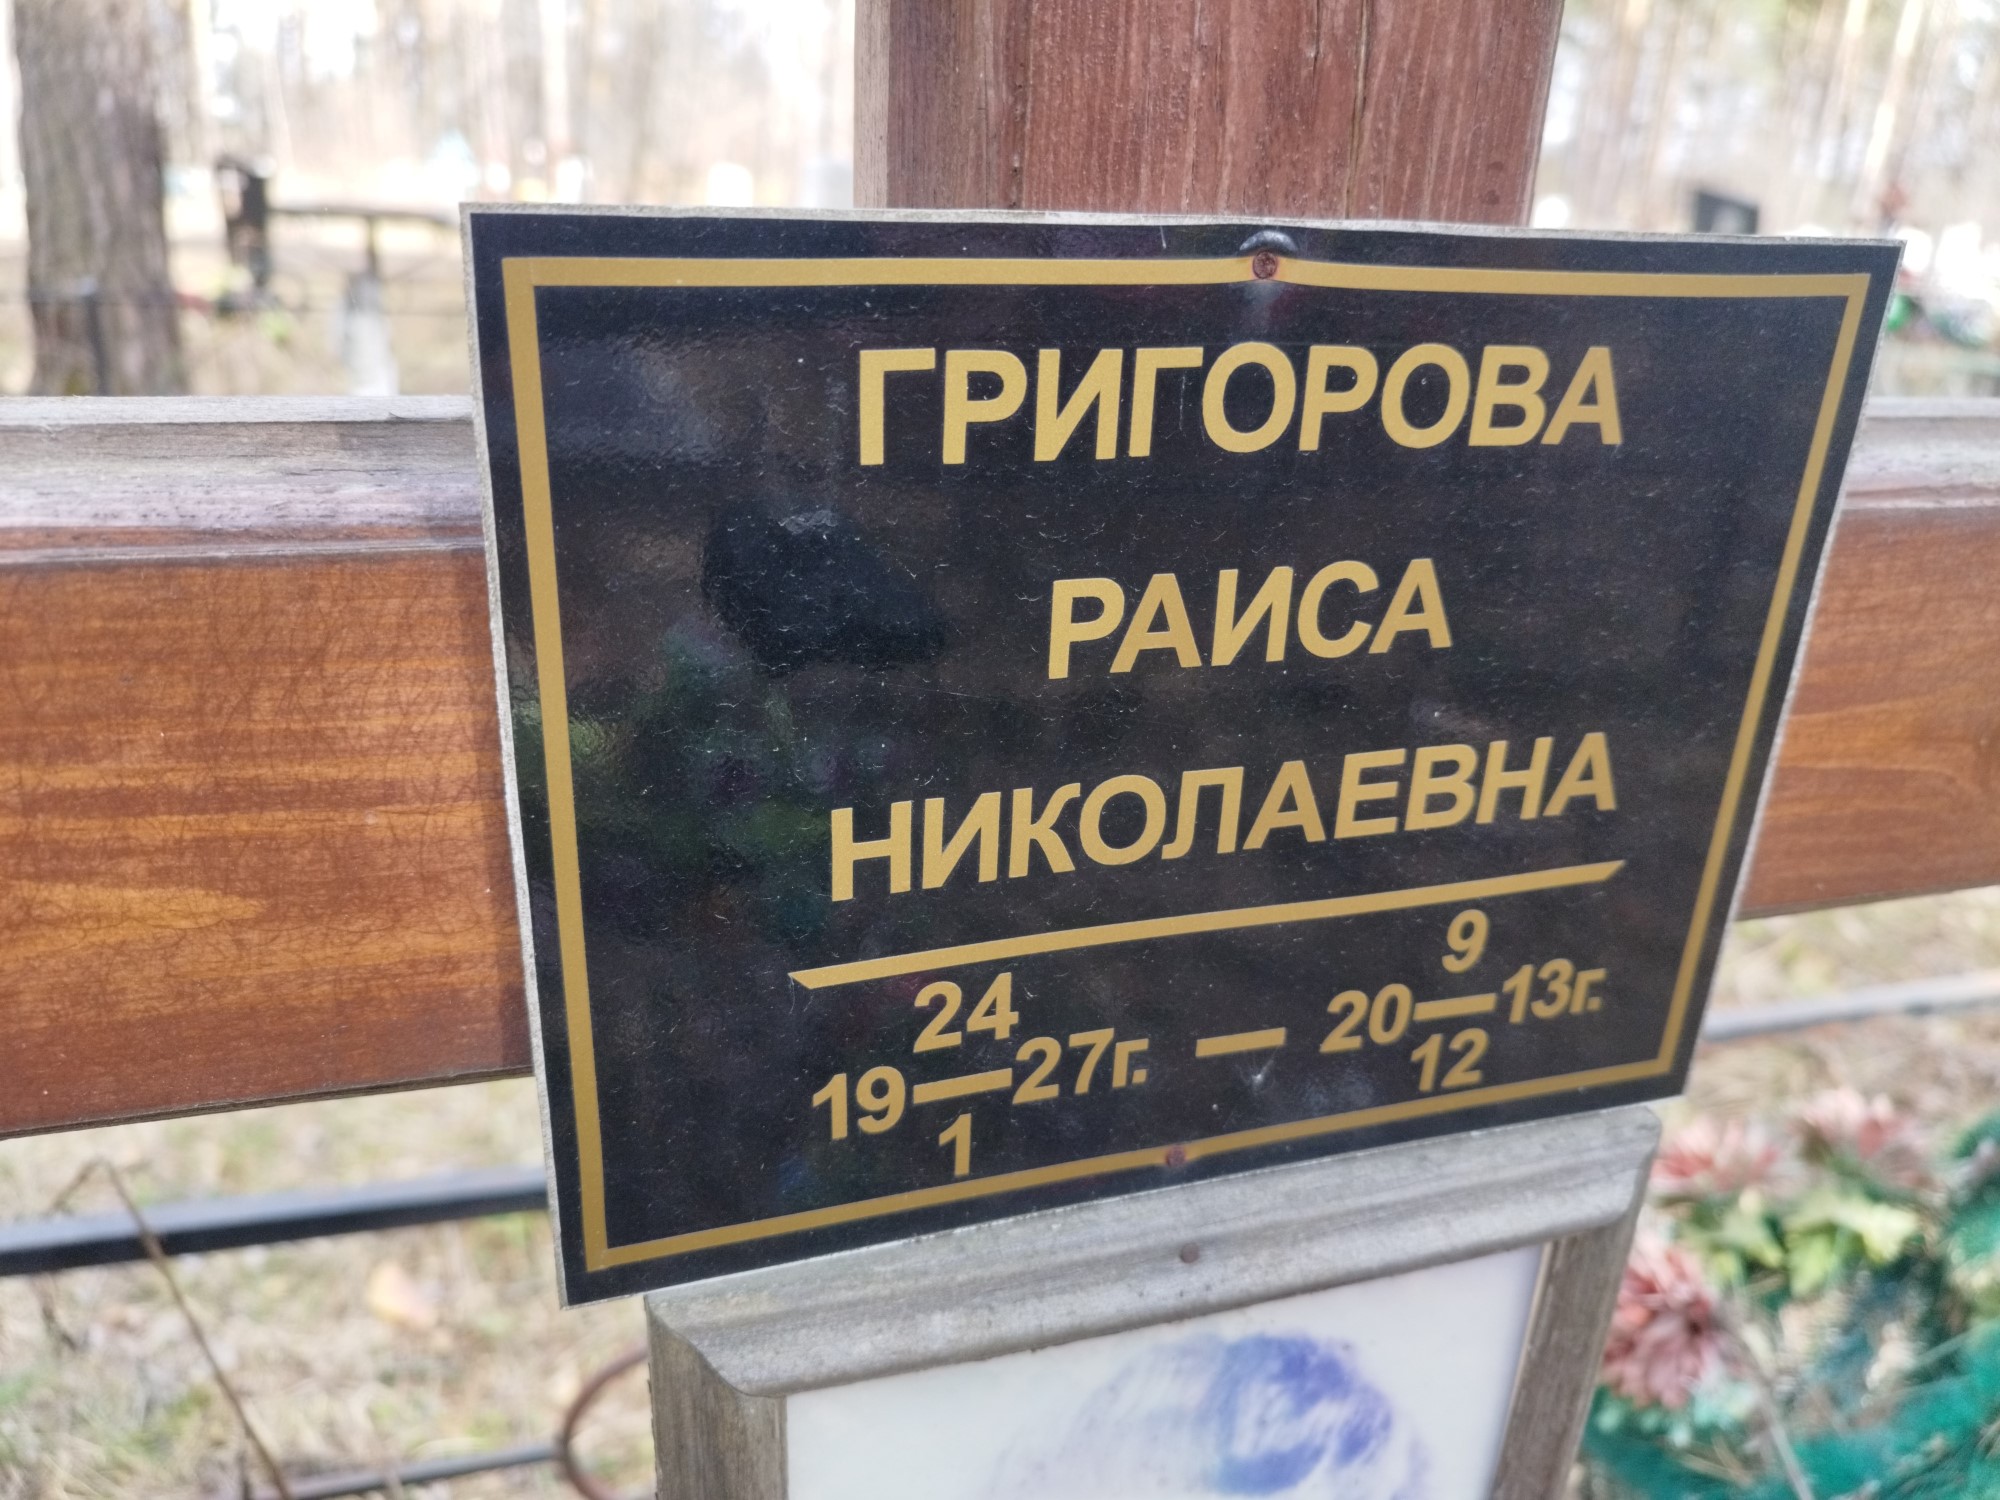 ГРИГОРОВА
РАИСА
НИКОЛАЕВНА
19 24/1 27г. — 20 9/12 13г.